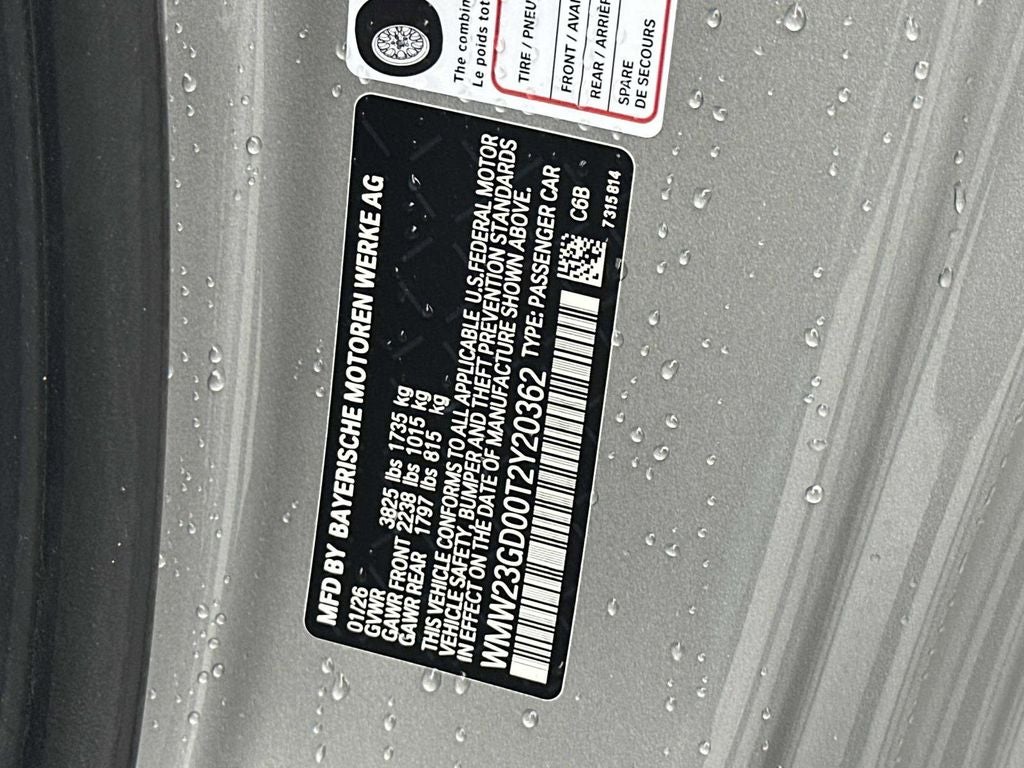 The combin
Le poids tot
TIRE / PNEU
FRONT / AVAN
REAR / ARRIÈR
SPARE
DE SECOURS
MFD BY BAYERISCHE MOTOREN WERKE AG
01/26
GVWR 3825 lbs 1735 kg
GAWR FRONT 2238 lbs 1015 kg
GAWR REAR 1797 lbs 815 kg
THIS VEHICLE CONFORMS TO ALL APPLICABLE U.S.FEDERAL MOTOR
VEHICLE SAFETY, BUMPER AND THEFT PREVENTION STANDARDS
IN EFFECT ON THE DATE OF MANUFACTURE SHOWN ABOVE.
WMW23GD00T2Y20362 TYPE: PASSENGER CAR
C6B
7315814